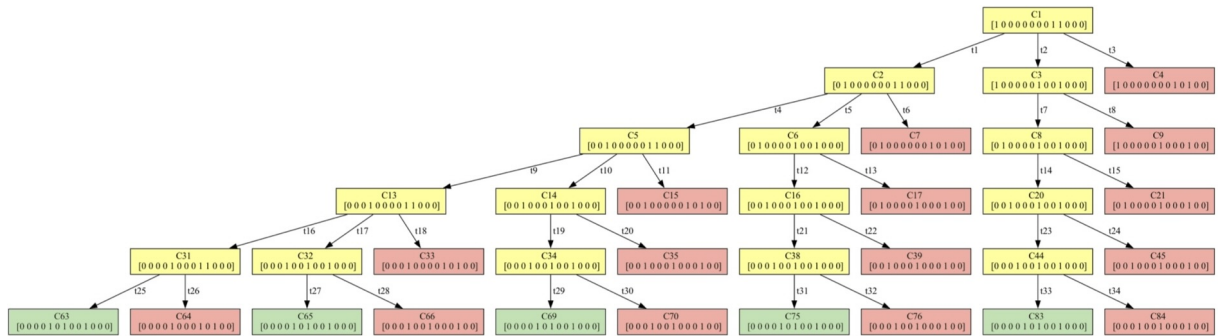 C1
[1 0 0 0 0 0 0 0 1 1 0 0 0]
t1
t2
t3
C2
[0 1 0 0 0 0 0 0 1 1 0 0 0]
C3
[1 0 0 0 0 0 1 0 0 1 0 0 0]
C4
[1 0 0 0 0 0 0 0 1 0 1 0 0]
t4
t5
t6
t7
t8
C5
[0 0 1 0 0 0 0 0 1 1 0 0 0]
C6
[0 1 0 0 0 0 1 0 0 1 0 0 0]
C7
[0 1 0 0 0 0 0 0 1 0 1 0 0]
C8
[0 1 0 0 0 0 1 0 0 1 0 0 0]
C9
[1 0 0 0 0 0 1 0 0 0 1 0 0]
t9
t10
t11
t12
t13
t14
t15
C13
[0 0 0 1 0 0 0 0 1 1 0 0 0]
C14
[0 0 1 0 0 0 1 0 0 1 0 0 0]
C15
[0 0 1 0 0 0 0 0 1 0 1 0 0]
C16
[0 0 1 0 0 0 1 0 0 1 0 0 0]
C17
[0 1 0 0 0 0 1 0 0 0 1 0 0]
C20
[0 0 1 0 0 0 1 0 0 1 0 0 0]
C21
[0 1 0 0 0 0 1 0 0 0 1 0 0]
t16
t17
t18
t19
t20
t21
t22
t23
t24
C31
[0 0 0 0 1 0 0 0 1 1 0 0 0]
C32
[0 0 0 1 0 0 1 0 0 1 0 0 0]
C33
[0 0 0 1 0 0 0 0 1 0 1 0 0]
C34
[0 0 0 1 0 0 1 0 0 1 0 0 0]
C35
[0 0 1 0 0 0 1 0 0 0 1 0 0]
C38
[0 0 0 1 0 0 1 0 0 1 0 0 0]
C39
[0 0 1 0 0 0 1 0 0 0 1 0 0]
C44
[0 0 0 1 0 0 1 0 0 1 0 0 0]
C45
[0 0 1 0 0 0 1 0 0 0 1 0 0]
t25
t26
t27
t28
t29
t30
t31
t32
t33
t34
C63
[0 0 0 0 1 0 1 0 0 1 0 0 0]
C64
[0 0 0 0 1 0 0 0 1 0 1 0 0]
C65
[0 0 0 0 1 0 1 0 0 1 0 0 0]
C66
[0 0 0 1 0 0 1 0 0 0 1 0 0]
C69
[0 0 0 0 1 0 1 0 0 1 0 0 0]
C70
[0 0 0 1 0 0 1 0 0 0 1 0 0]
C75
[0 0 0 0 1 0 1 0 0 1 0 0 0]
C76
[0 0 0 1 0 0 1 0 0 0 1 0 0]
C83
[0 0 0 0 1 0 1 0 0 1 0 0 0]
C84
[0 0 0 1 0 0 1 0 0 0 1 0 0]